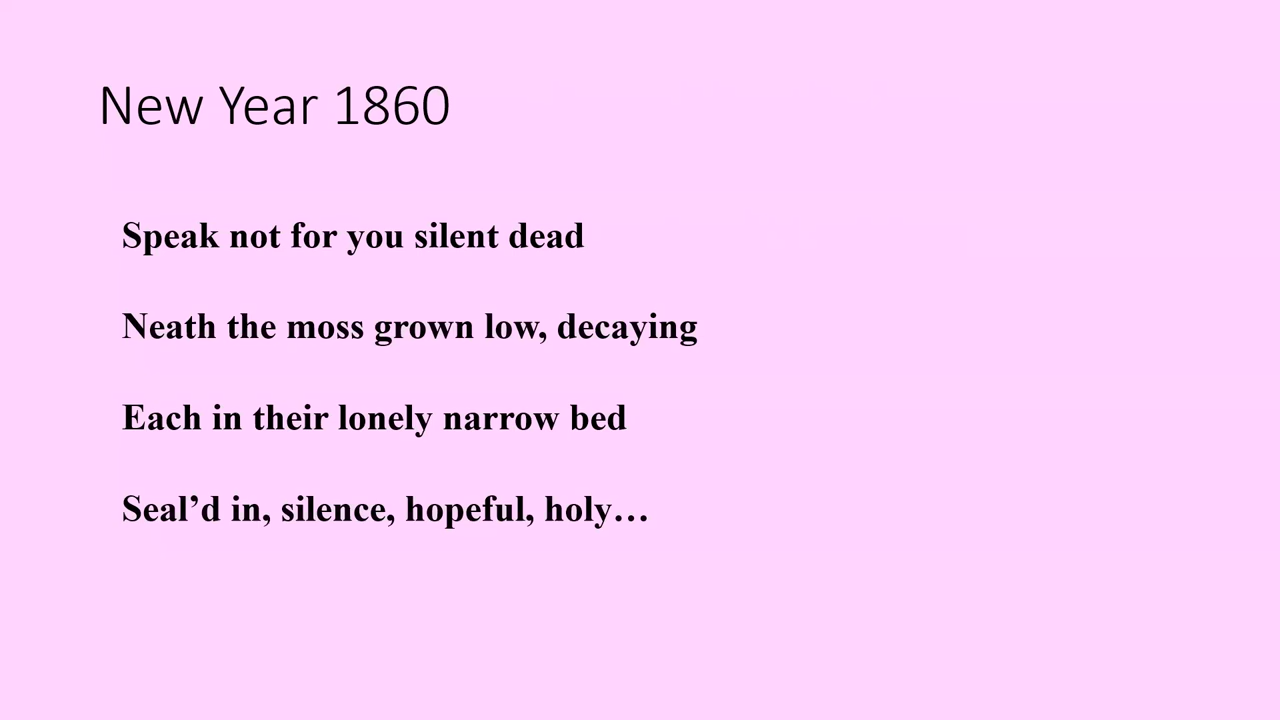 New Year 1860
Speak not for you silent dead
Neath the moss grown low, decaying
Each in their lonely narrow bed
Seal’d in, silence, hopeful, holy…